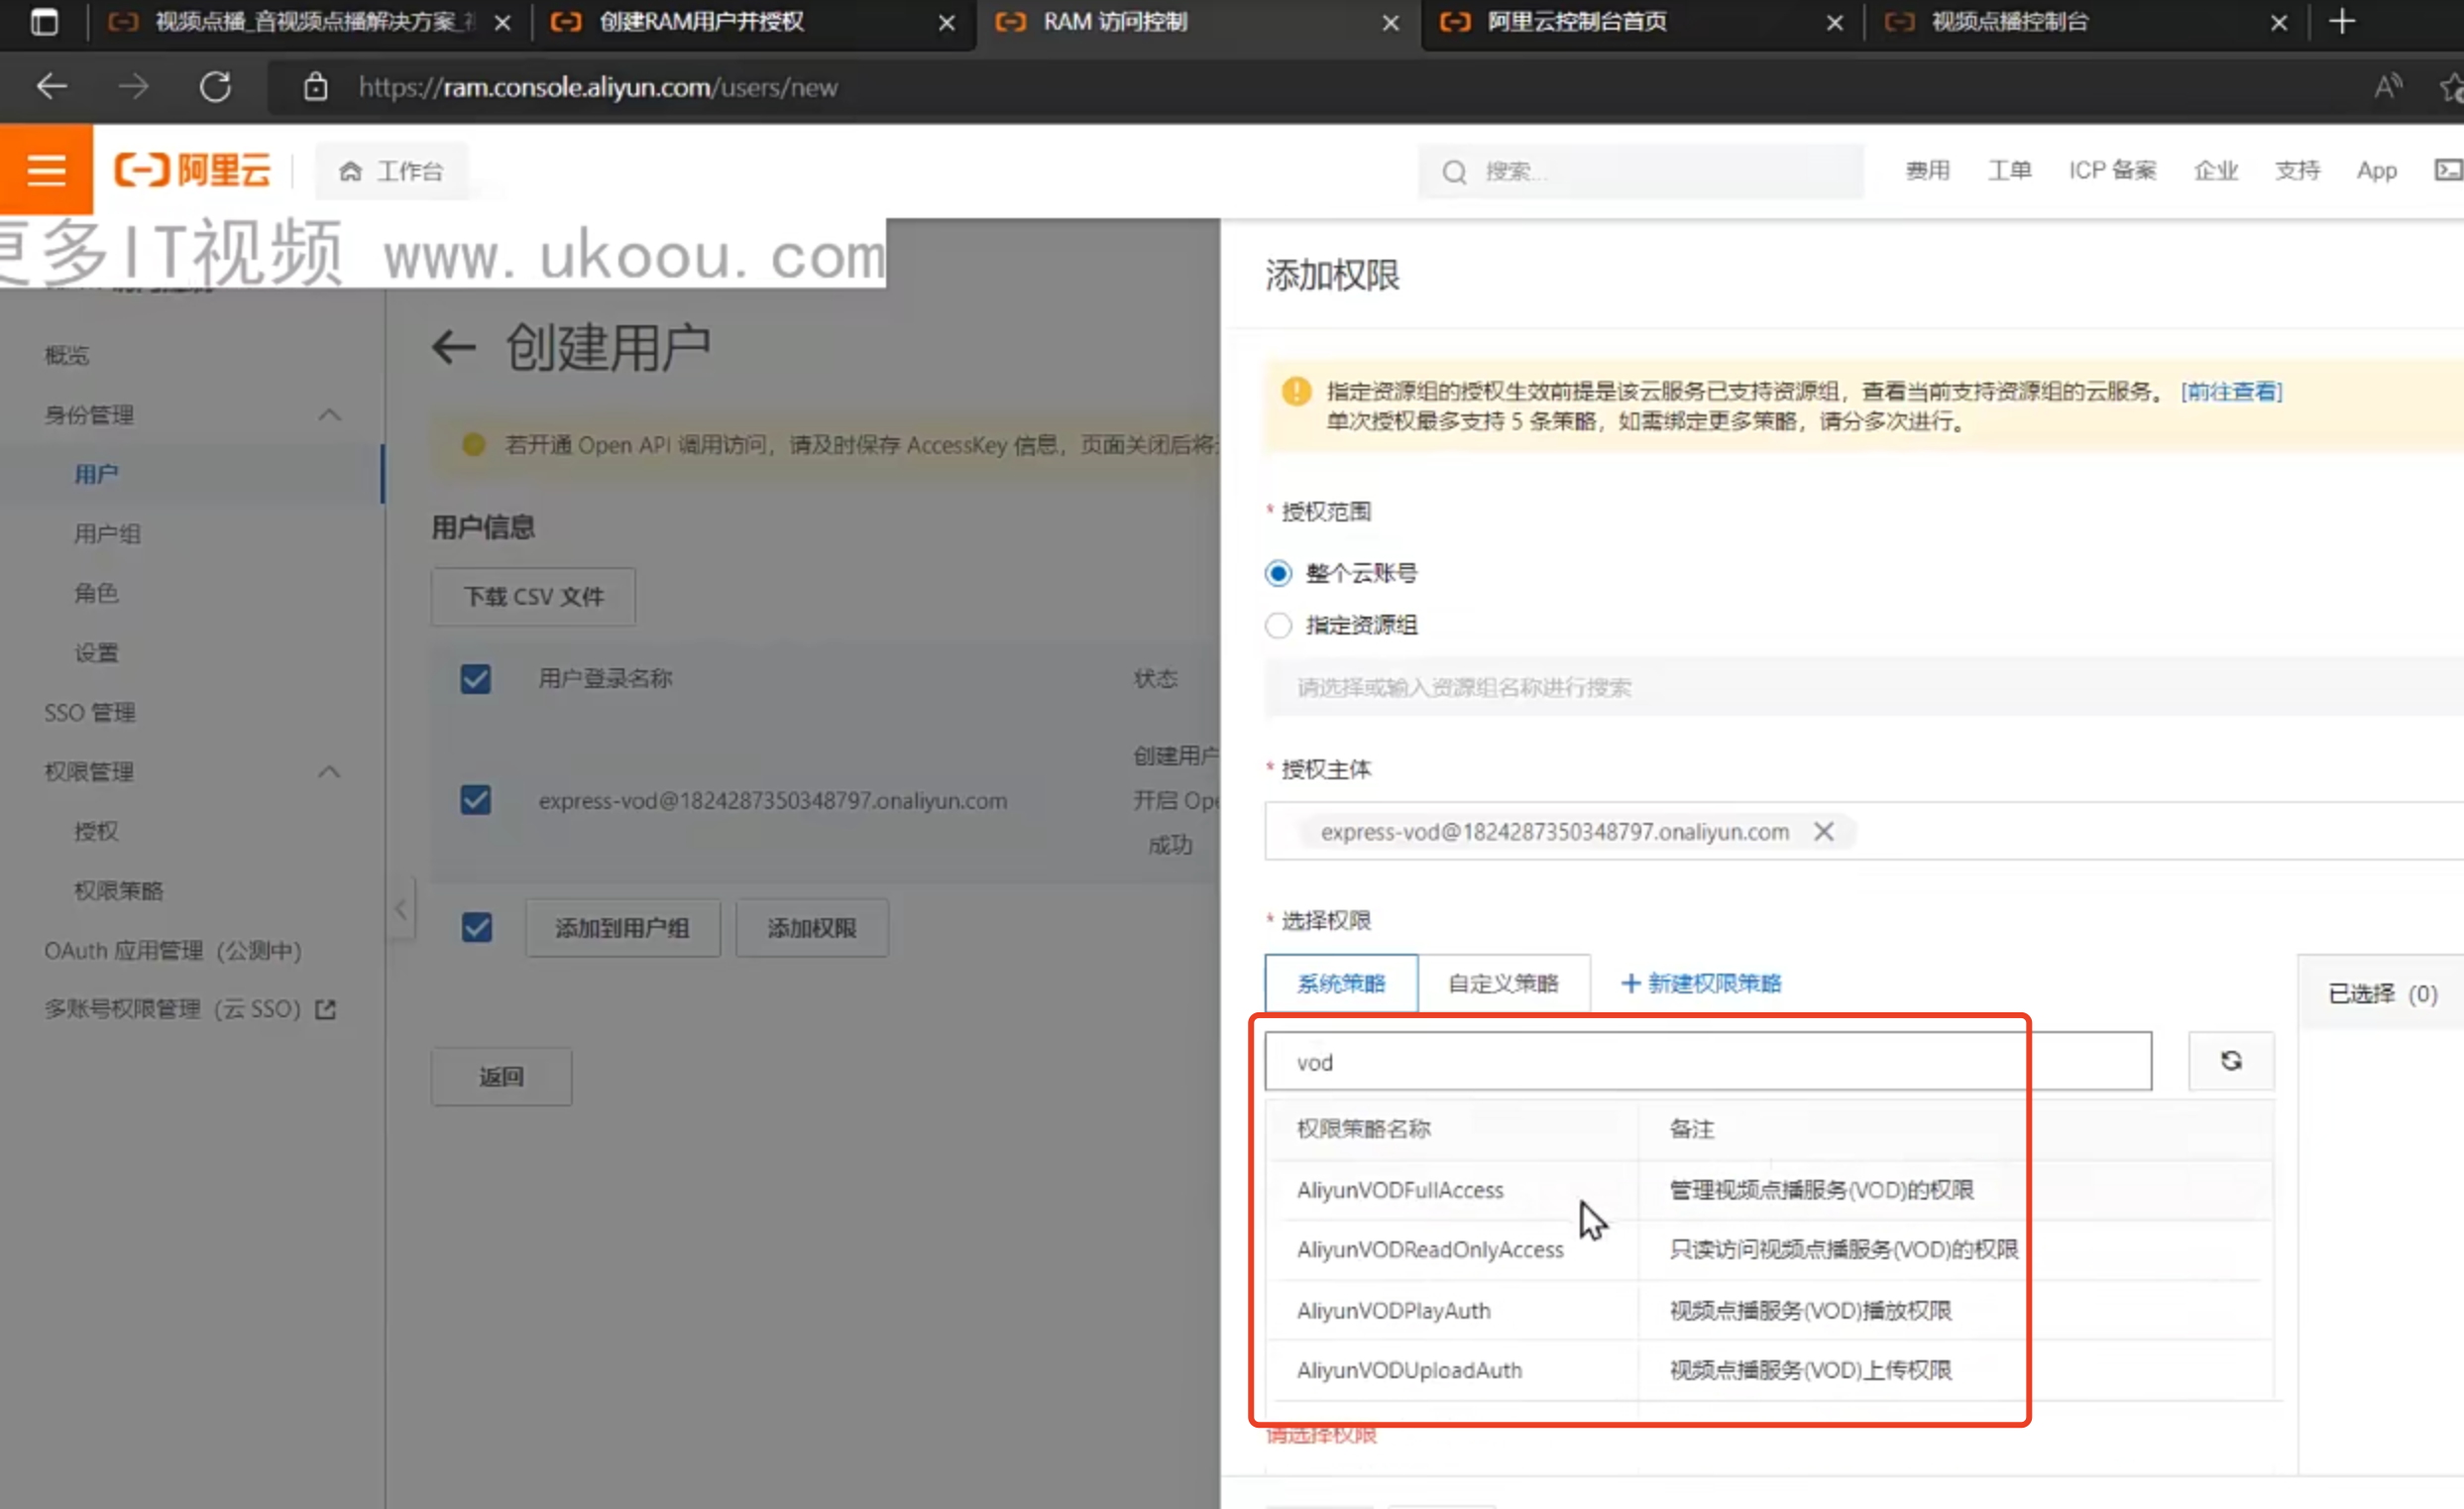 视频点播_音视频点播解决方案_
创建RAM用户并授权
RAM 访问控制
阿里云控制台首页
视频点播控制台
https://ram.console.aliyun.com/users/new
阿里云
工作台
搜索...
费用
工单
ICP 备案
企业
支持
App
更多IT视频 www.ukoou.com
概览
身份管理
用户
用户组
角色
设置
SSO 管理
权限管理
授权
权限策略
OAuth 应用管理（公测中）
多账号权限管理（云 SSO）
创建用户
若开通 Open API 调用访问，请及时保存 AccessKey 信息，页面关闭后将
用户信息
下载 CSV 文件
用户登录名称
状态
express-vod@1824287350348797.onaliyun.com
创建用户
开启 Ope
成功
添加到用户组
添加权限
返回
添加权限
指定资源组的授权生效前提是该云服务已支持资源组，查看当前支持资源组的云服务。[前往查看]
单次授权最多支持 5 条策略，如需绑定更多策略，请分多次进行。
* 授权范围
整个云账号
指定资源组
请选择或输入资源组名称进行搜索
* 授权主体
express-vod@1824287350348797.onaliyun.com
* 选择权限
系统策略
自定义策略
+ 新建权限策略
已选择 (0)
vod
权限策略名称
备注
AliyunVODFullAccess
管理视频点播服务(VOD)的权限
AliyunVODReadOnlyAccess
只读访问视频点播服务(VOD)的权限
AliyunVODPlayAuth
视频点播服务(VOD)播放权限
AliyunVODUploadAuth
视频点播服务(VOD)上传权限
请选择权限